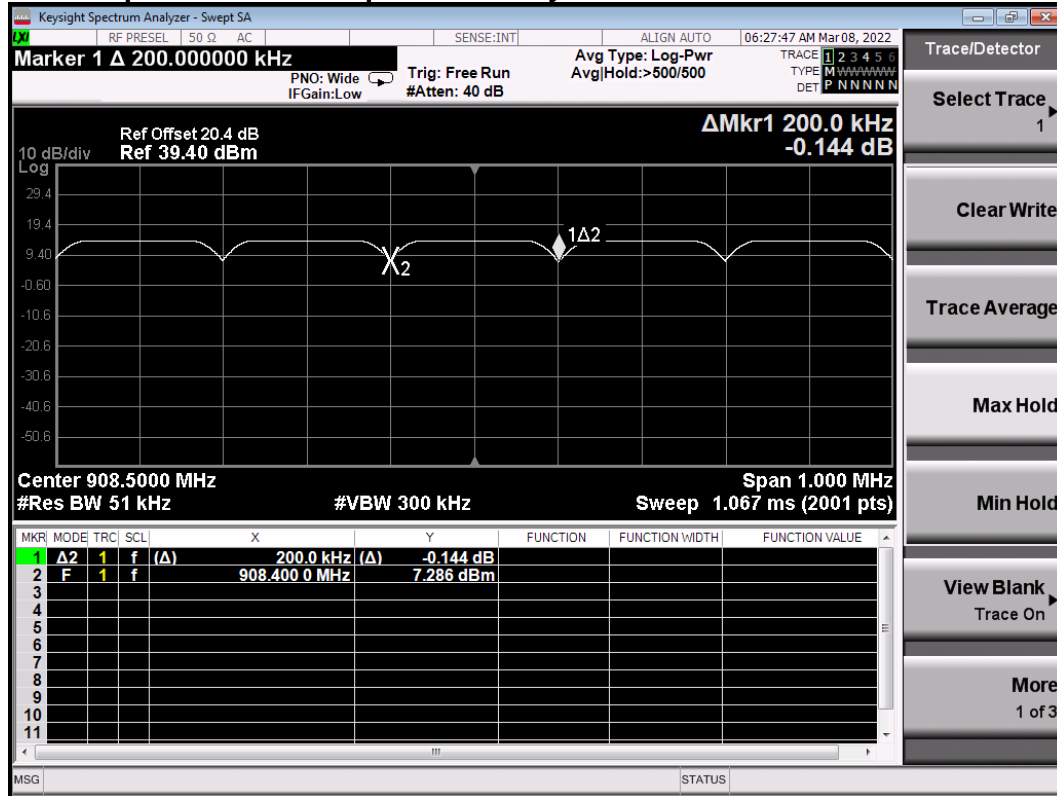 Keysight Spectrum Analyzer - Swept SA
LXI RF PRESEL 50 Ω AC SENSE:INT ALIGN AUTO 06:27:47 AM Mar 08, 2022
Marker 1 Δ 200.000000 kHz
PNO: Wide
IFGain:Low
Trig: Free Run
#Atten: 40 dB
Avg Type: Log-Pwr
Avg|Hold:>500/500
TRACE 1 2 3 4 5 6
TYPE M W W W W W
DET P N N N N N
Trace/Detector
Select Trace
1
Clear Write
Trace Average
Max Hold
Min Hold
View Blank
Trace On
More
1 of 3
ΔMkr1 200.0 kHz
-0.144 dB
Ref Offset 20.4 dB
10 dB/div Ref 39.40 dBm
Log
29.4
19.4
9.40
-0.60
-10.6
-20.6
-30.6
-40.6
-50.6
1Δ2
2
Center 908.5000 MHz Span 1.000 MHz
#Res BW 51 kHz #VBW 300 kHz Sweep 1.067 ms (2001 pts)
MKR MODE TRC SCL X Y FUNCTION FUNCTION WIDTH FUNCTION VALUE
1 Δ2 1 f (Δ) 200.0 kHz (Δ) -0.144 dB
2 F 1 f 908.400 0 MHz 7.286 dBm
3
4
5
6
7
8
9
10
11
MSG STATUS